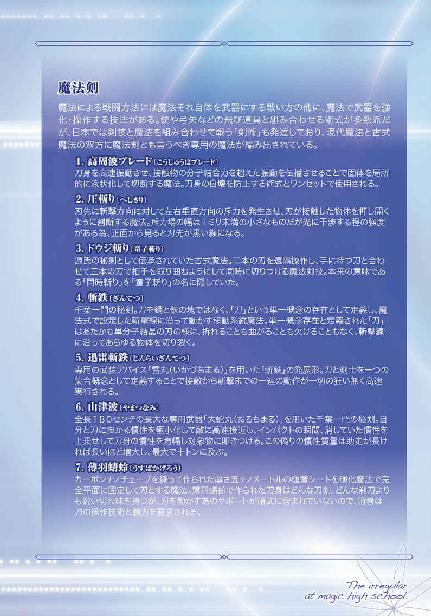 魔法剣
魔法による戦闘方法には魔法それ自体を武器にする戦い方の他に、魔法で武器を強
化・操作する技法がある。銃や弓矢などの飛び道具と組み合わせる術式が多数派だ
が、日本では剣技と魔法を組み合わせて戦う「剣術」も発達しており、現代魔法と古式
魔法の双方に魔法剣とも言うべき専用の魔法が編み出されている。
1. 高周波ブレード(こうしゅうはブレード)
刀身を高速振動させ、接触物の分子結合力を超えた振動を伝播させることで固体を局所
的に液状化して切断する魔法。刀身の自壊を防止する術式とワンセットで使用される。
2. 圧斬り(へしきり)
刃先に斬撃方向に対して左右垂直方向の斥力を発生させ、刃が接触した物体を押し開く
ように割断する魔法。斥力場の幅は1ミリ未満の小さなものだが光に干渉する程の強度
がある為、正面から見ると刃先が黒い線になる。
3. ドウジ斬り(童子斬り)
源氏の秘剣として伝承されていた古式魔法。二本の刃を遠隔操作し、手に持つ刀と合わ
せて三本の刃で相手を取り囲むようにして同時に切りつける魔法剣技。本来の意味であ
る「同時斬り」を「童子斬り」の名に隠していた。
4. 斬鉄(ざんてつ)
千葉一門の秘剣。刀を鋼と鉄の塊ではなく、「刀」という単一概念の存在として定義し、魔
法式で設定した斬撃線に沿って動かす移動系統魔法。単一概念存在と定義された「刀」
はあたかも単分子結晶の刃の様に、折れることも曲がることも欠けることもなく、斬撃線
に沿ってあらゆる物体を切り裂く。
5. 迅雷斬鉄(じんらいざんてつ)
専用の武装デバイス「雷丸(いかづちまる)」を用いた「斬鉄」の発展形。刀と剣士を一つの
集合概念として定義することで接敵から斬撃までの一連の動作が一切の狂い無く高速
実行される。
6. 山津波(やまつなみ)
全長180センチの長大な専用武器「大蛇丸(おろちまる)」を用いた千葉一門の秘剣。自
分と刀に掛かる慣性を極小化して敵に高速接近し、インパクトの瞬間、消していた慣性を
上乗せして刀身の慣性を増幅し対象物に叩きつける。この偽りの慣性質量は助走が長け
れば長いほど増大し、最大で十トンに及ぶ。
7. 薄羽蜻蛉(うすばかげろう)
カーボンナノチューブを織って作られた厚さ五ナノメートルの極薄シートを硬化魔法で完
全平面に固定して刃とする魔法。薄羽蜻蛉で作られた刀身はどんな刀剣、どんな剃刀より
も鋭い切れ味を持つが、刃を動かす為のサポートが術式に含まれていないので、術者は
刀の操作技術と腕力を要求される。
The irregular
at magic high school